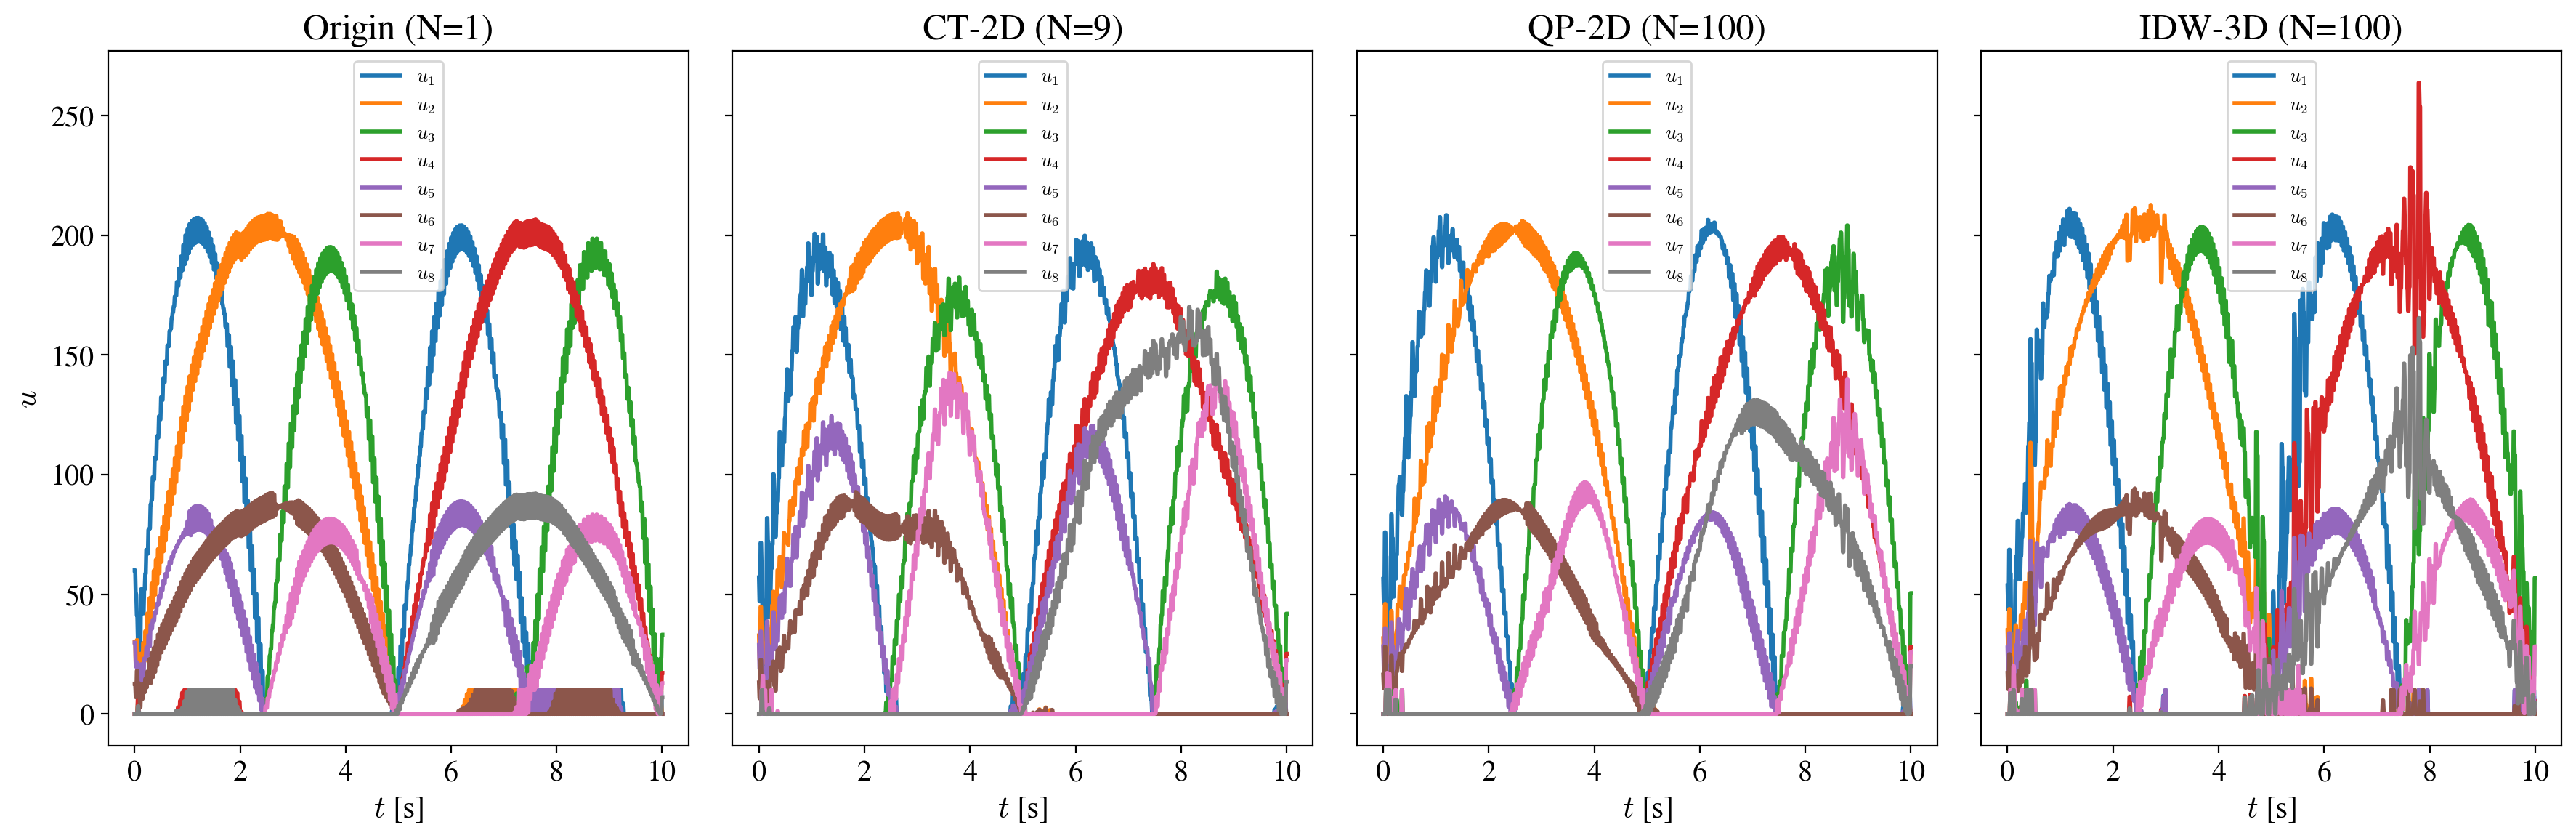 Origin (N=1)
CT-2D (N=9)
QP-2D (N=100)
IDW-3D (N=100)
u
250
200
150
100
50
0
u₁
u₂
u₃
u₄
u₅
u₆
u₇
u₈
u₁
u₂
u₃
u₄
u₅
u₆
u₇
u₈
u₁
u₂
u₃
u₄
u₅
u₆
u₇
u₈
u₁
u₂
u₃
u₄
u₅
u₆
u₇
u₈
0 2 4 6 8 10
0 2 4 6 8 10
0 2 4 6 8 10
0 2 4 6 8 10
t [s]
t [s]
t [s]
t [s]